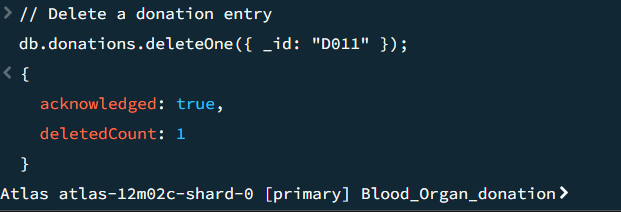 > // Delete a donation entry
db.donations.deleteOne({ _id: "D011" });
< {
acknowledged: true,
deletedCount: 1
}
Atlas atlas-12m02c-shard-0 [primary] Blood_Organ_donation>